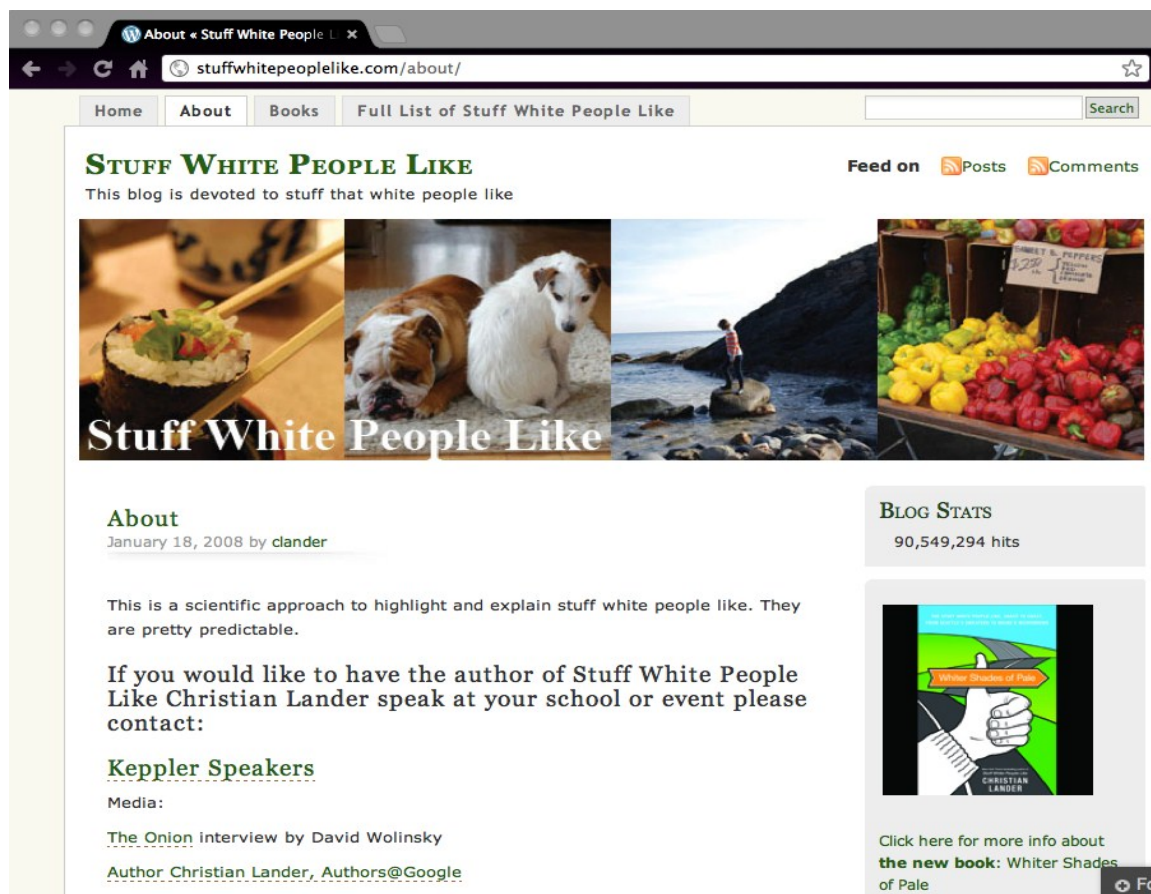 About « Stuff White People L
stuffwhitepeoplelike.com/about/
Home About Books Full List of Stuff White People Like Search
Stuff White People Like
This blog is devoted to stuff that white people like
Feed on Posts Comments
SWEET B. PEPPERS
Stuff White People Like
About
January 18, 2008 by clander
This is a scientific approach to highlight and explain stuff white people like. They
are pretty predictable.
If you would like to have the author of Stuff White People
Like Christian Lander speak at your school or event please
contact:
Keppler Speakers
Media:
The Onion interview by David Wolinsky
Author Christian Lander, Authors@Google
Blog Stats
90,549,294 hits
Whiter Shades of Pale
CHRISTIAN
LANDER
Click here for more info about
the new book: Whiter Shades
of Pale
Fo